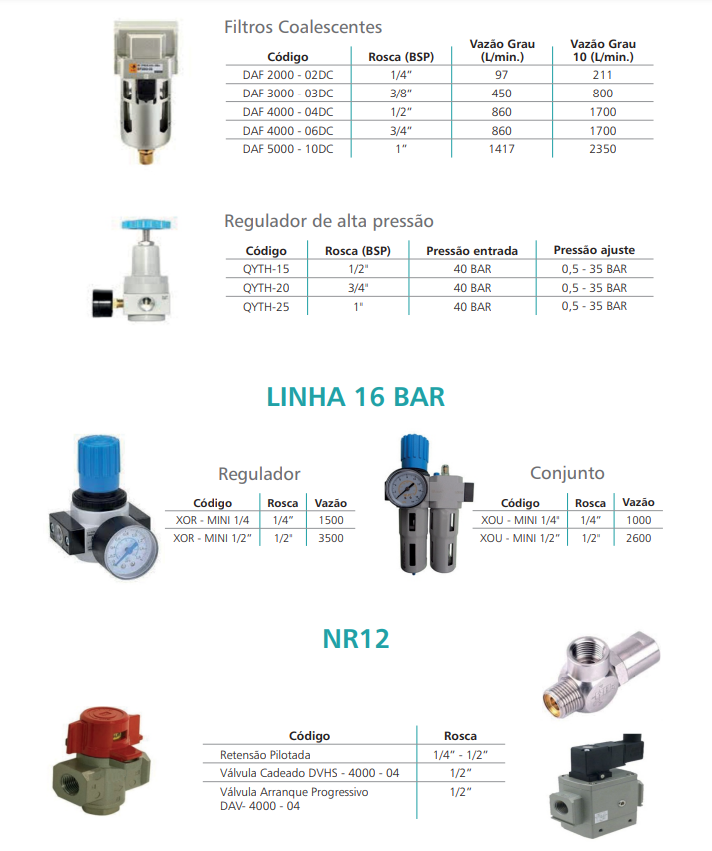 Filtros Coalescentes
Código Rosca (BSP) Vazão Grau (L/min.) Vazão Grau 10 (L/min.)
DAF 2000 - 02DC 1/4” 97 211
DAF 3000 - 03DC 3/8” 450 800
DAF 4000 - 04DC 1/2” 860 1700
DAF 4000 - 06DC 3/4” 860 1700
DAF 5000 - 10DC 1” 1417 2350
Regulador de alta pressão
Código Rosca (BSP) Pressão entrada Pressão ajuste
QYTH-15 1/2" 40 BAR 0,5 - 35 BAR
QYTH-20 3/4" 40 BAR 0,5 - 35 BAR
QYTH-25 1" 40 BAR 0,5 - 35 BAR
LINHA 16 BAR
Regulador
Código Rosca Vazão
XOR - MINI 1/4 1/4” 1500
XOR - MINI 1/2” 1/2" 3500
Conjunto
Código Rosca Vazão
XOU - MINI 1/4" 1/4” 1000
XOU - MINI 1/2” 1/2" 2600
NR12
Código Rosca
Retensão Pilotada 1/4” - 1/2”
Válvula Cadeado DVHS - 4000 - 04 1/2”
Válvula Arranque Progressivo 1/2”
DAV- 4000 - 04